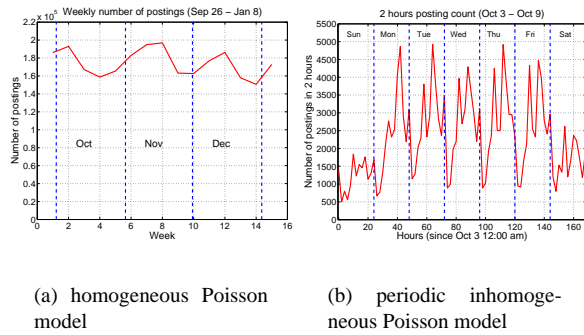 Weekly number of postings (Sep 26 – Jan 8)
2.2 x 10^5
2
1.8
1.6
1.4
1.2
1
0.8
0.6
0.4
0.2
0
Number of postings
Oct Nov Dec
0 2 4 6 8 10 12 14 16
Week
2 hours posting count (Oct 3 – Oct 9)
5500
5000
4500
4000
3500
3000
2500
2000
1500
1000
500
0
Number of postings in 2 hours
Sun Mon Tue Wed Thu Fri Sat
0 20 40 60 80 100 120 140 160
Hours (since Oct 3 12:00 am)
(a) homogeneous Poisson
model
(b) periodic inhomoge-
neous Poisson model